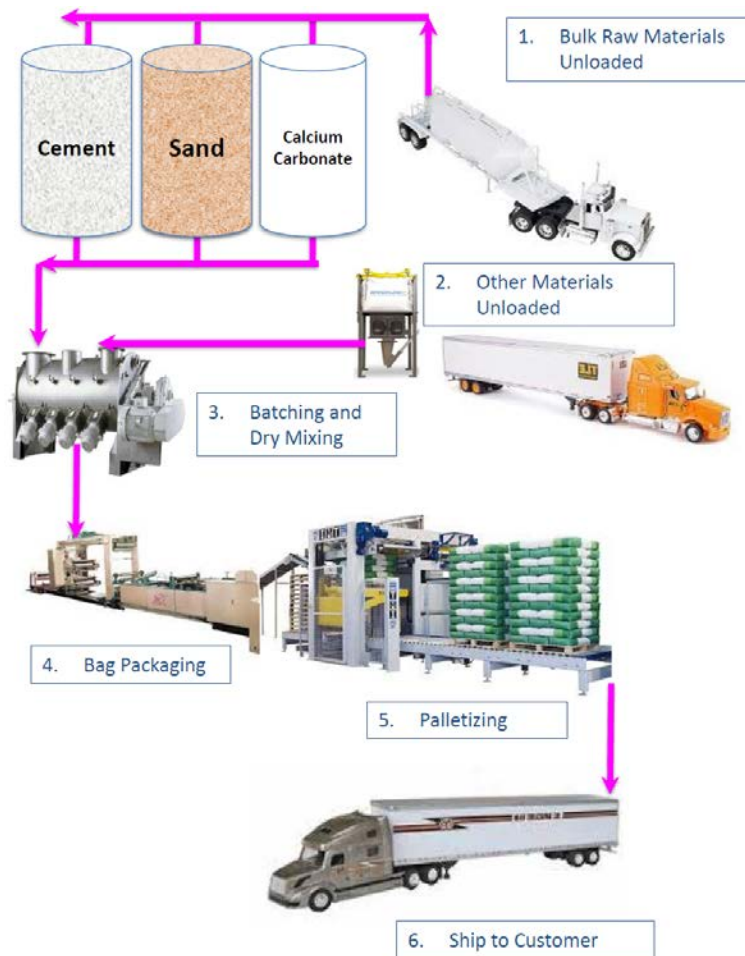 1. Bulk Raw Materials
Unloaded
Cement
Sand
Calcium
Carbonate
2. Other Materials
Unloaded
3. Batching and
Dry Mixing
4. Bag Packaging
5. Palletizing
6. Ship to Customer